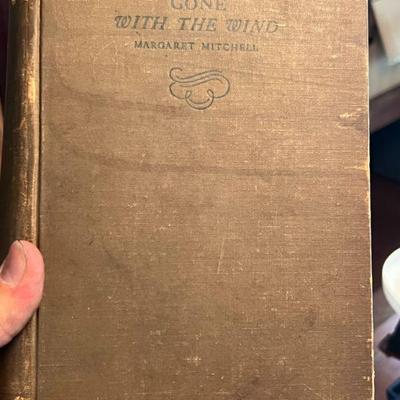 GONE
WITH THE WIND
MARGARET MITCHELL